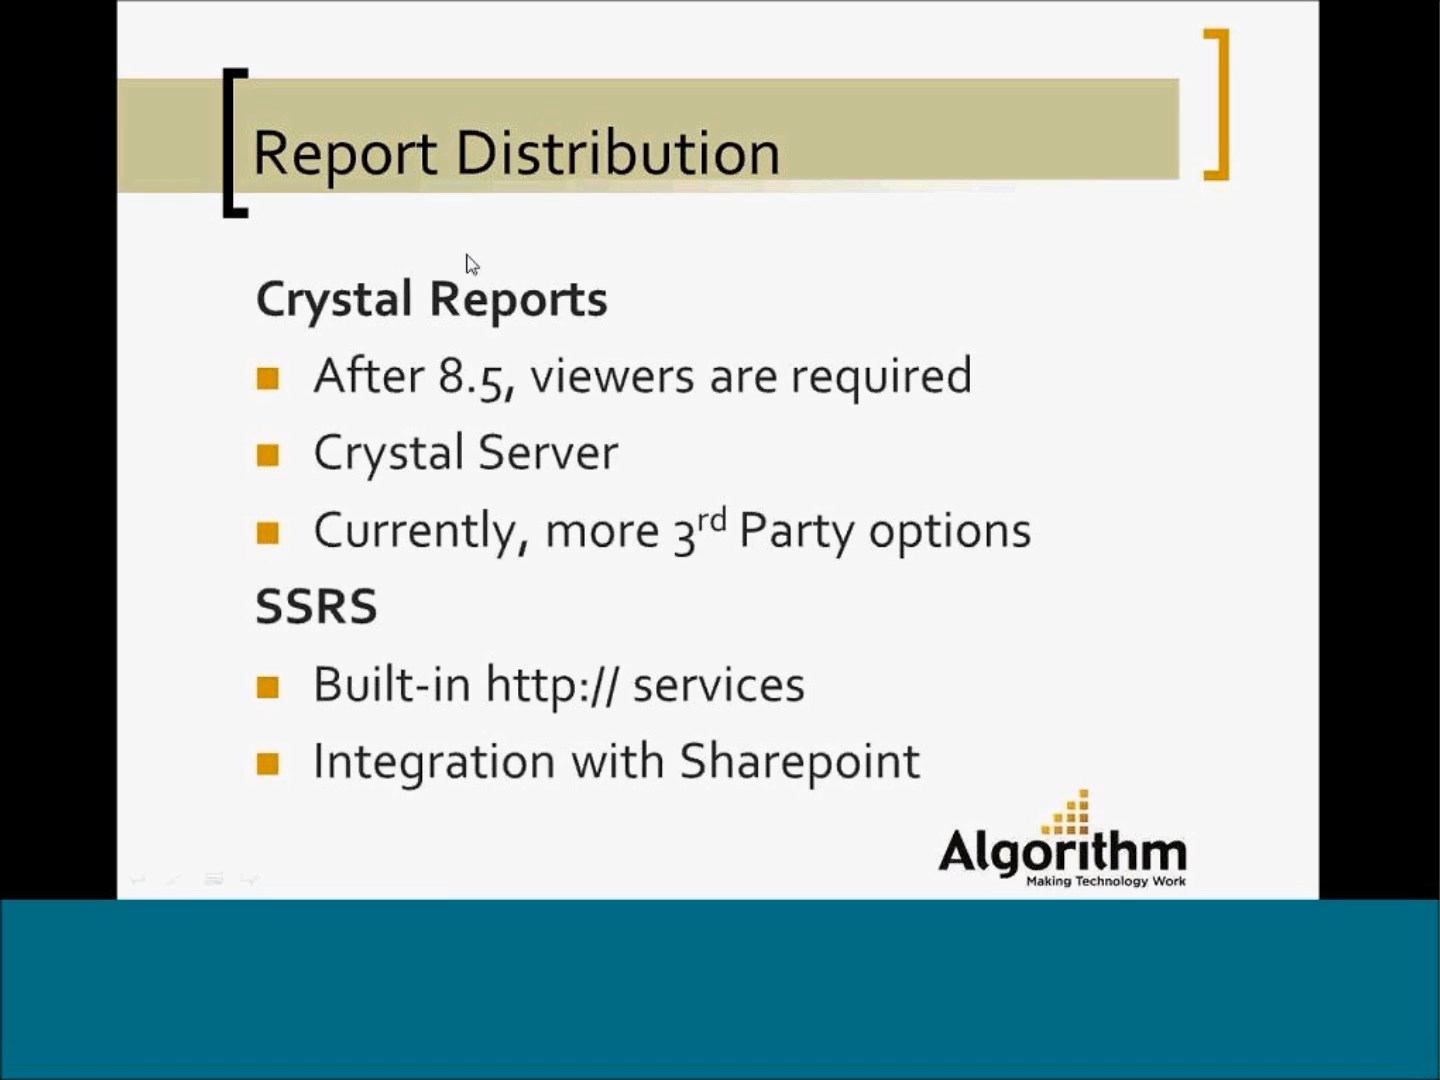 Report Distribution
Crystal Reports
After 8.5, viewers are required
Crystal Server
Currently, more 3rd Party options
SSRS
Built-in http:// services
Integration with Sharepoint
Algorithm
Making Technology Work